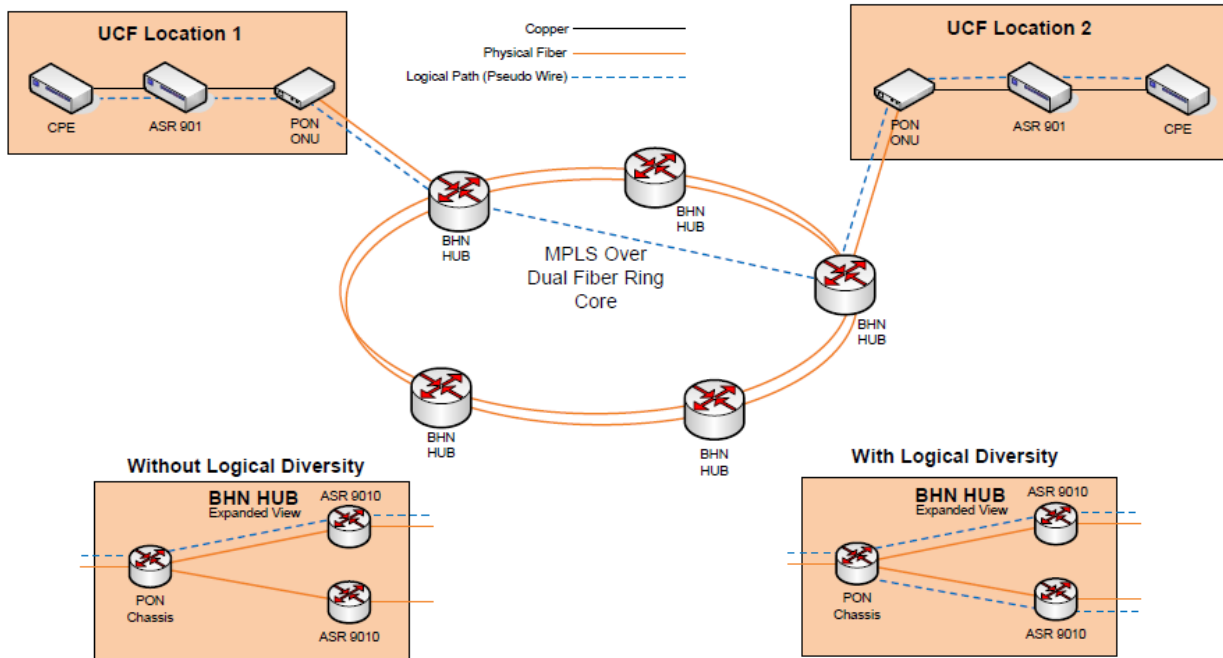 UCF Location 1
CPE
ASR 901
PON
ONU
Copper
Physical Fiber
Logical Path (Pseudo Wire)
UCF Location 2
PON
ONU
ASR 901
CPE
BHN
HUB
BHN
HUB
MPLS Over
Dual Fiber Ring
Core
BHN
HUB
BHN
HUB
BHN
HUB
Without Logical Diversity
BHN HUB
Expanded View
ASR 9010
PON
Chassis
ASR 9010
With Logical Diversity
BHN HUB
Expanded View
ASR 9010
PON
Chassis
ASR 9010